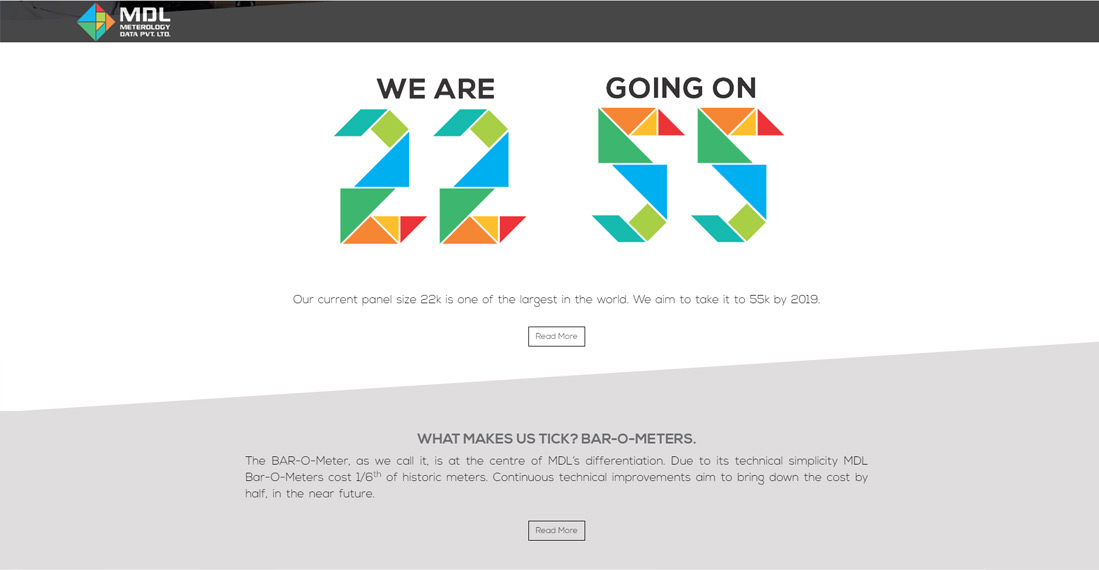 MDL
METEROLOGY
DATA PVT. LTD.
WE ARE
GOING ON
22
55
Our current panel size 22k is one of the largest in the world. We aim to take it to 55k by 2019.
Read More
WHAT MAKES US TICK? BAR-O-METERS.
The BAR-O-Meter, as we call it, is at the centre of MDL's differentiation. Due to its technical simplicity MDL
Bar-O-Meters cost 1/6th of historic meters. Continuous technical improvements aim to bring down the cost by
half, in the near future.
Read More